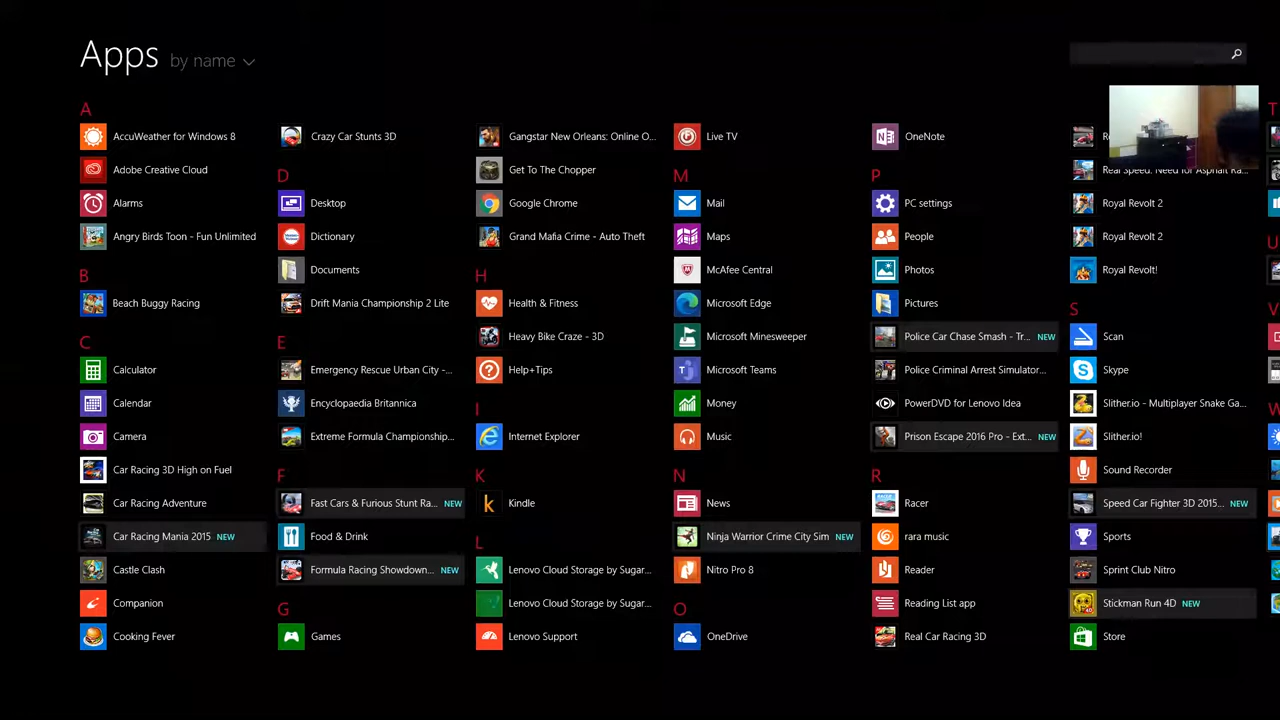 Apps by name
A
AccuWeather for Windows 8
Adobe Creative Cloud
Alarms
Angry Birds Toon - Fun Unlimited
B
Beach Buggy Racing
C
Calculator
Calendar
Camera
Car Racing 3D High on Fuel
Car Racing Adventure
Car Racing Mania 2015 NEW
Castle Clash
Companion
Cooking Fever
Crazy Car Stunts 3D
D
Desktop
Dictionary
Documents
Drift Mania Championship 2 Lite
E
Emergency Rescue Urban City -...
Encyclopaedia Britannica
Extreme Formula Championship...
F
Fast Cars & Furious Stunt Ra... NEW
Food & Drink
Formula Racing Showdown... NEW
G
Games
Gangstar New Orleans: Online O...
Get To The Chopper
Google Chrome
Grand Mafia Crime - Auto Theft
H
Health & Fitness
Heavy Bike Craze - 3D
Help+Tips
I
Internet Explorer
K
Kindle
L
Lenovo Cloud Storage by Sugar...
Lenovo Cloud Storage by Sugar...
Lenovo Support
Live TV
M
Mail
Maps
McAfee Central
Microsoft Edge
Microsoft Minesweeper
Microsoft Teams
Money
Music
N
News
Ninja Warrior Crime City Sim NEW
Nitro Pro 8
O
OneDrive
OneNote
P
PC settings
People
Photos
Pictures
Police Car Chase Smash - Tr... NEW
Police Criminal Arrest Simulator...
PowerDVD for Lenovo Idea
Prison Escape 2016 Pro - Ext... NEW
R
Racer
rara music
Reader
Reading List app
Real Car Racing 3D
Real Speed: Need for Asphalt Ra...
Royal Revolt 2
Royal Revolt 2
Royal Revolt!
S
Scan
Skype
Slither.io - Multiplayer Snake Ga...
Slither.io!
Sound Recorder
Speed Car Fighter 3D 2015... NEW
Sports
Sprint Club Nitro
Stickman Run 4D NEW
Store
T
U
V
W